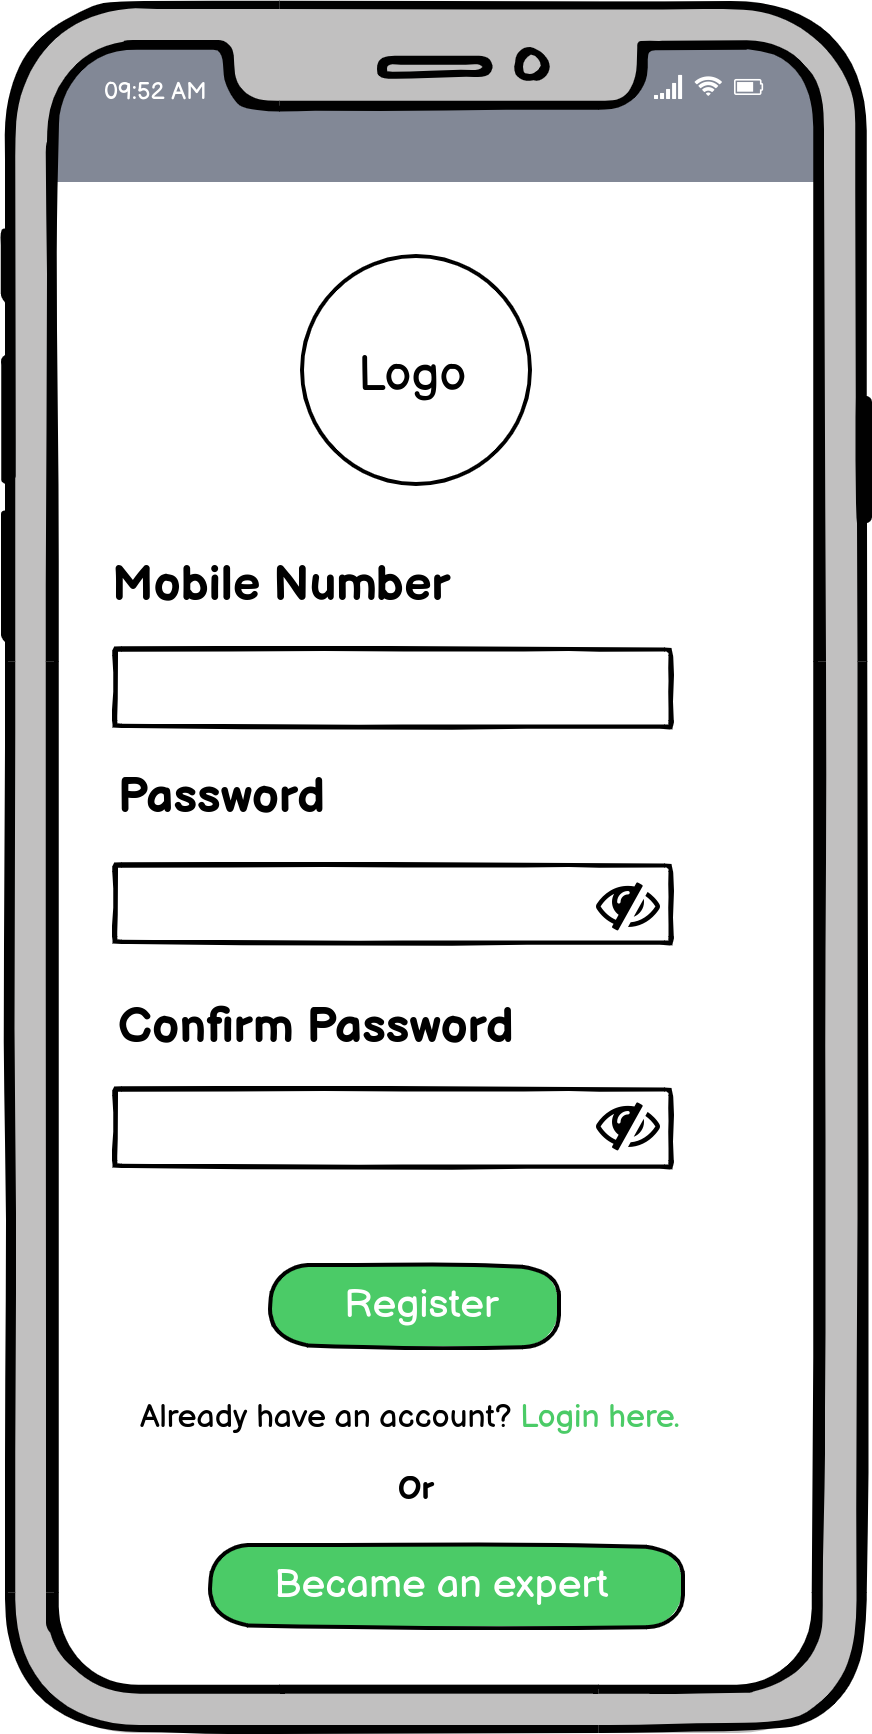 09:52 AM
Logo
Mobile Number
Password
Confirm Password
Register
Already have an account? Login here.
Or
Became an expert